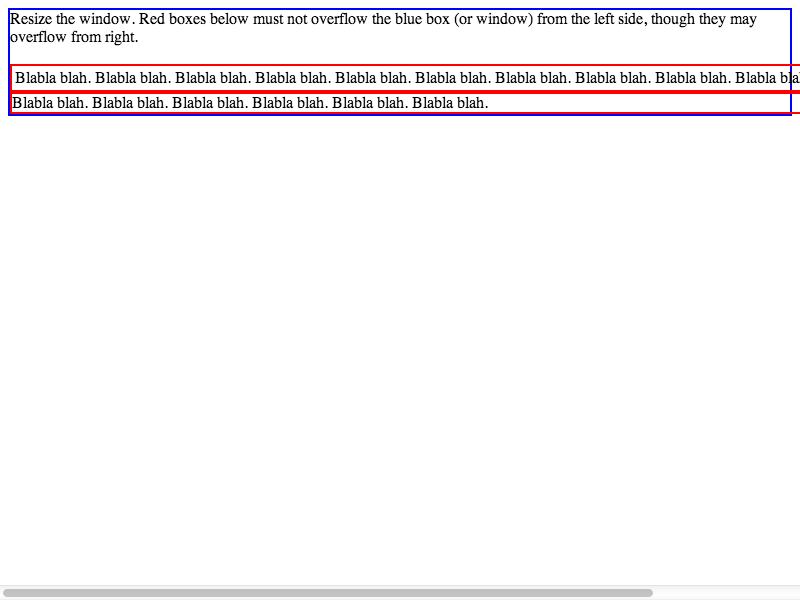 Resize the window. Red boxes below must not overflow the blue box (or window) from the left side, though they may
overflow from right.
Blabla blah. Blabla blah. Blabla blah. Blabla blah. Blabla blah. Blabla blah. Blabla blah. Blabla blah. Blabla blah. Blabla bla
Blabla blah. Blabla blah. Blabla blah. Blabla blah. Blabla blah. Blabla blah.